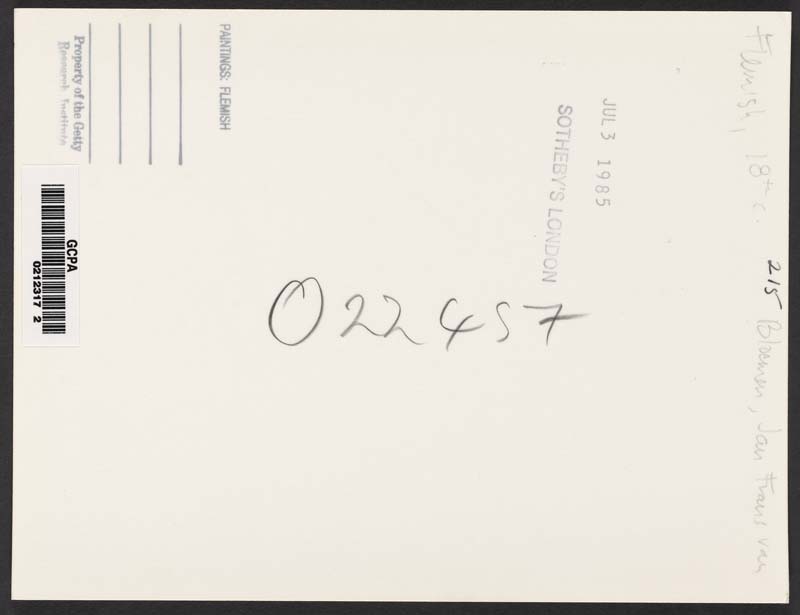 Flemish, 18th c.
215 Bloemen, Jan Frans van
JUL 3 1985
SOTHEBY'S LONDON
022457
PAINTINGS: FLEMISH
Property of the Getty
Research Institute
GCPA
0212317 2